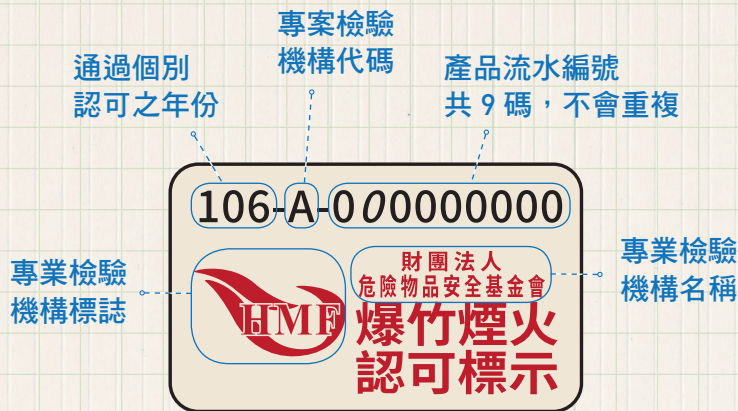 專案檢驗
機構代碼
通過個別
認可之年份
產品流水編號
共9碼，不會重複
106-A-000000000
專業檢驗
機構標誌
HMF
財團法人
危險物品安全基金會
爆竹煙火
認可標示
專業檢驗
機構名稱